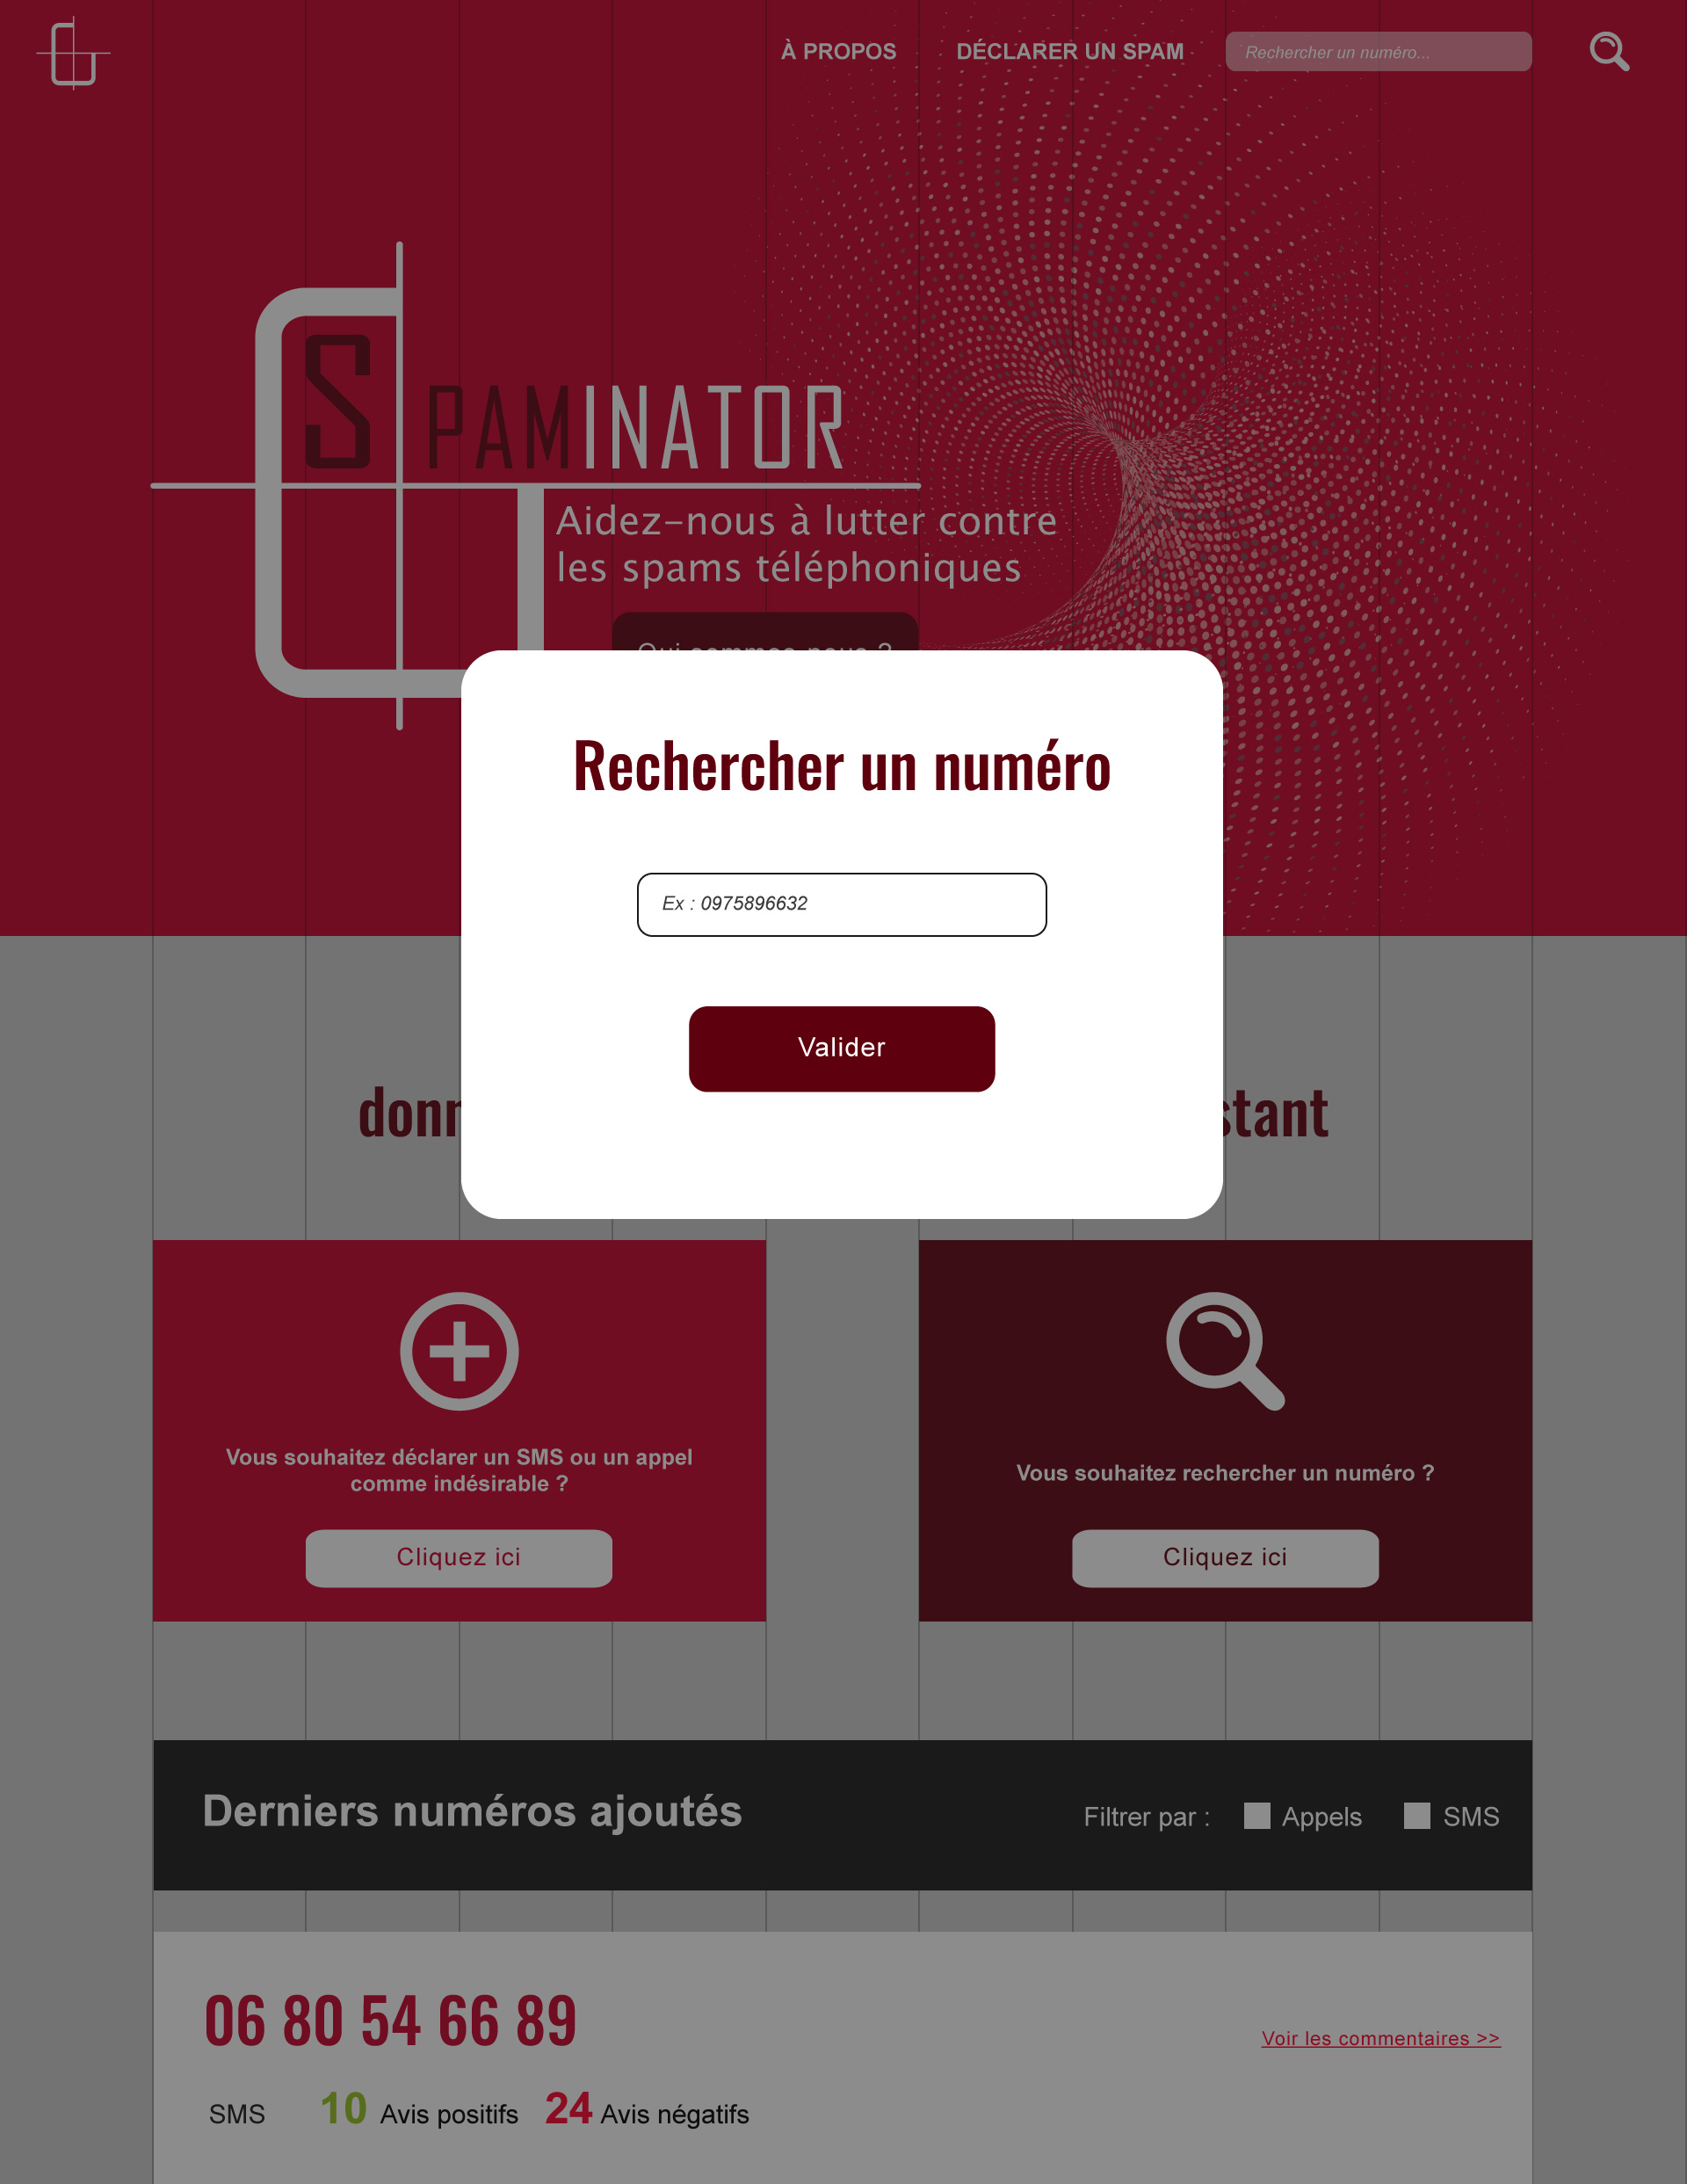 À PROPOS
DÉCLARER UN SPAM
Rechercher un numéro...
SPAMINATOR
Aidez-nous à lutter contre
les spams téléphoniques
Qui sommes-nous ?
Rechercher un numéro
Ex : 0975896632
Valider
Vous souhaitez déclarer un SMS ou un appel
comme indésirable ?
Cliquez ici
Vous souhaitez rechercher un numéro ?
Cliquez ici
Derniers numéros ajoutés
Filtrer par :
Appels
SMS
06 80 54 66 89
Voir les commentaires >>
SMS 10 Avis positifs 24 Avis négatifs